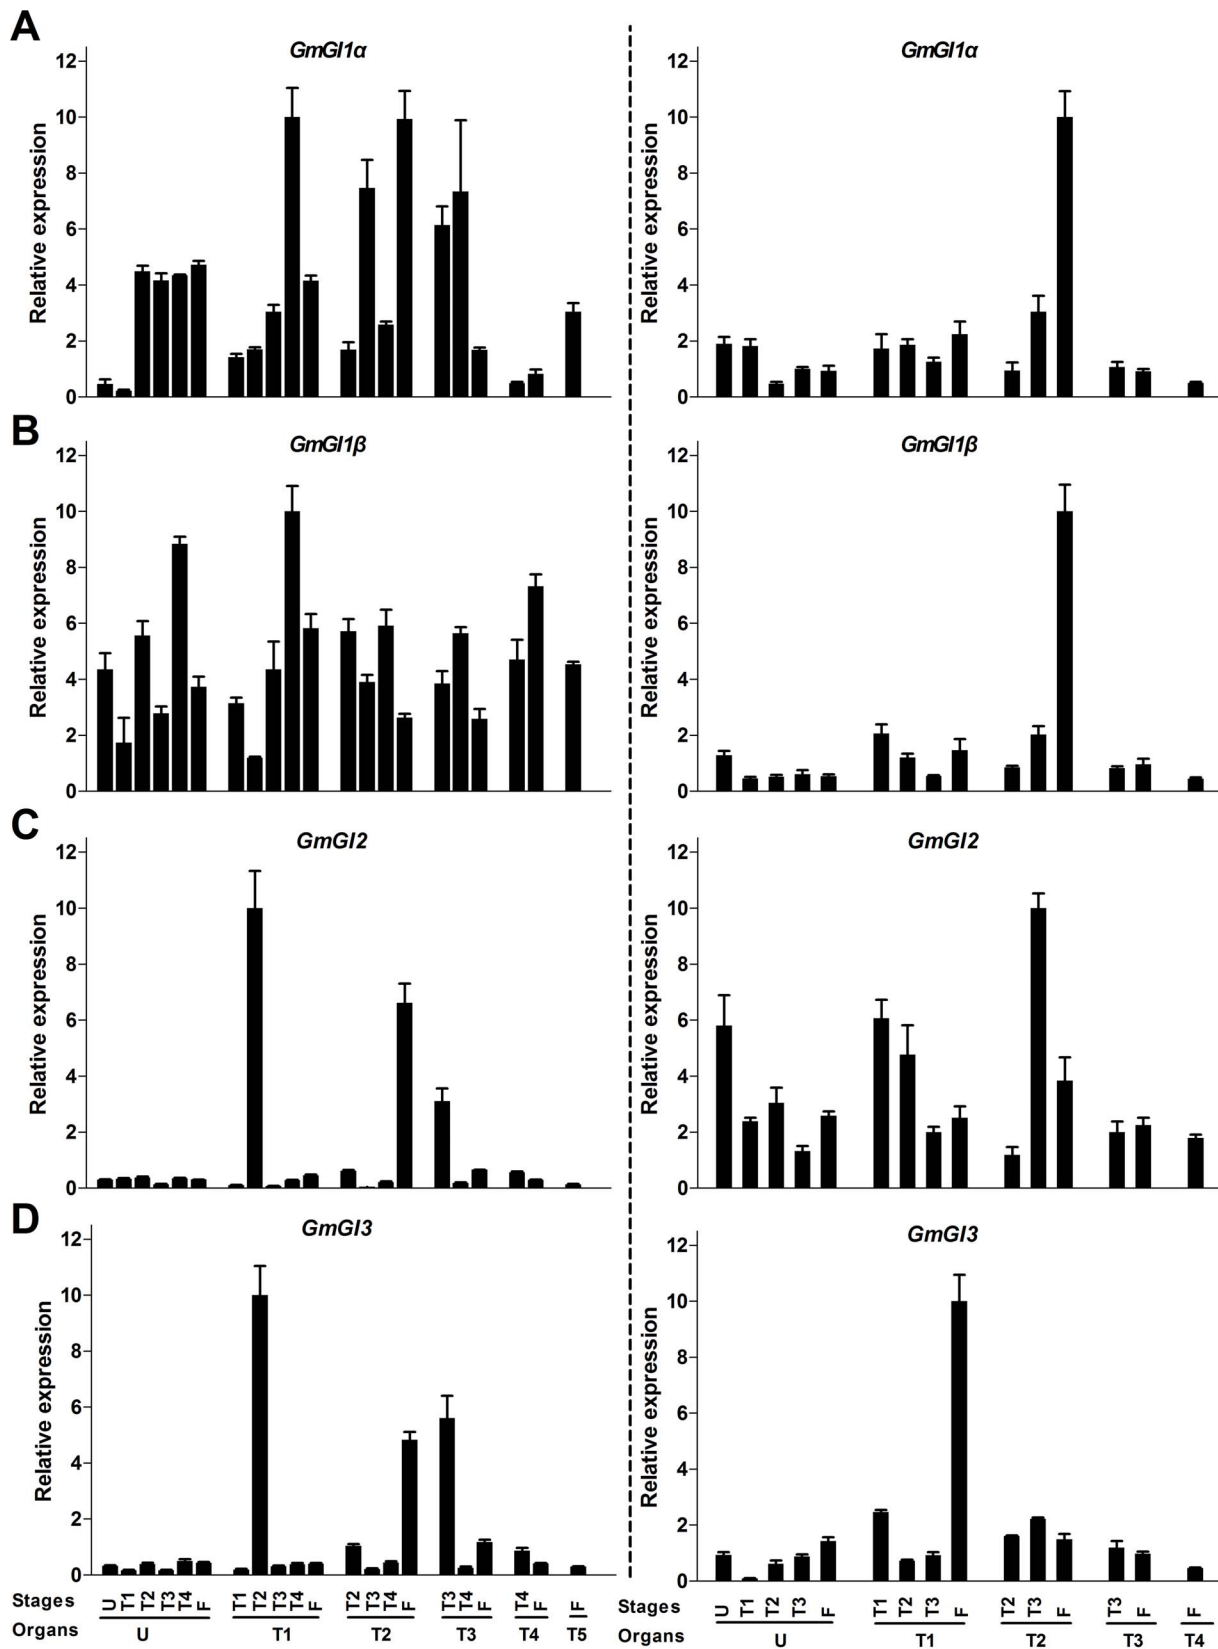 A
GmGI1α
GmGI1α
Relative expression
12
10
8
6
4
2
0
Relative expression
12
10
8
6
4
2
0
B
GmGI1β
GmGI1β
Relative expression
12
10
8
6
4
2
0
Relative expression
12
10
8
6
4
2
0
C
GmGI2
GmGI2
Relative expression
12
10
8
6
4
2
0
Relative expression
12
10
8
6
4
2
0
D
GmGI3
GmGI3
Relative expression
12
10
8
6
4
2
0
Relative expression
12
10
8
6
4
2
0
Stages U T1 T2 T3 T4 F T1 T2 T3 T4 F T2 T3 T4 F T3 T4 F T4 F F
Organs U T1 T2 T3 T4 T5
Stages U T1 T2 T3 F T1 T2 T3 F T2 T3 F T3 F F
Organs U T1 T2 T3 T4